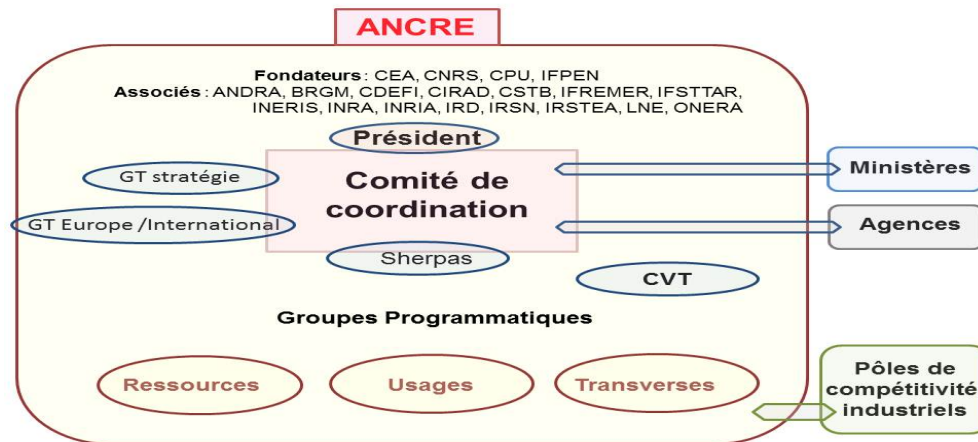 ANCRE
Fondateurs : CEA, CNRS, CPU, IFPEN
Associés : ANDRA, BRGM, CDEFI, CIRAD, CSTB, IFREMER, IFSTTAR,
INERIS, INRA, INRIA, IRD, IRSN, IRSTEA, LNE, ONERA
Président
GT stratégie
Comité de
coordination
Ministères
GT Europe /International
Agences
Sherpas
CVT
Groupes Programmatiques
Ressources
Usages
Transverses
Pôles de
compétitivité
industriels